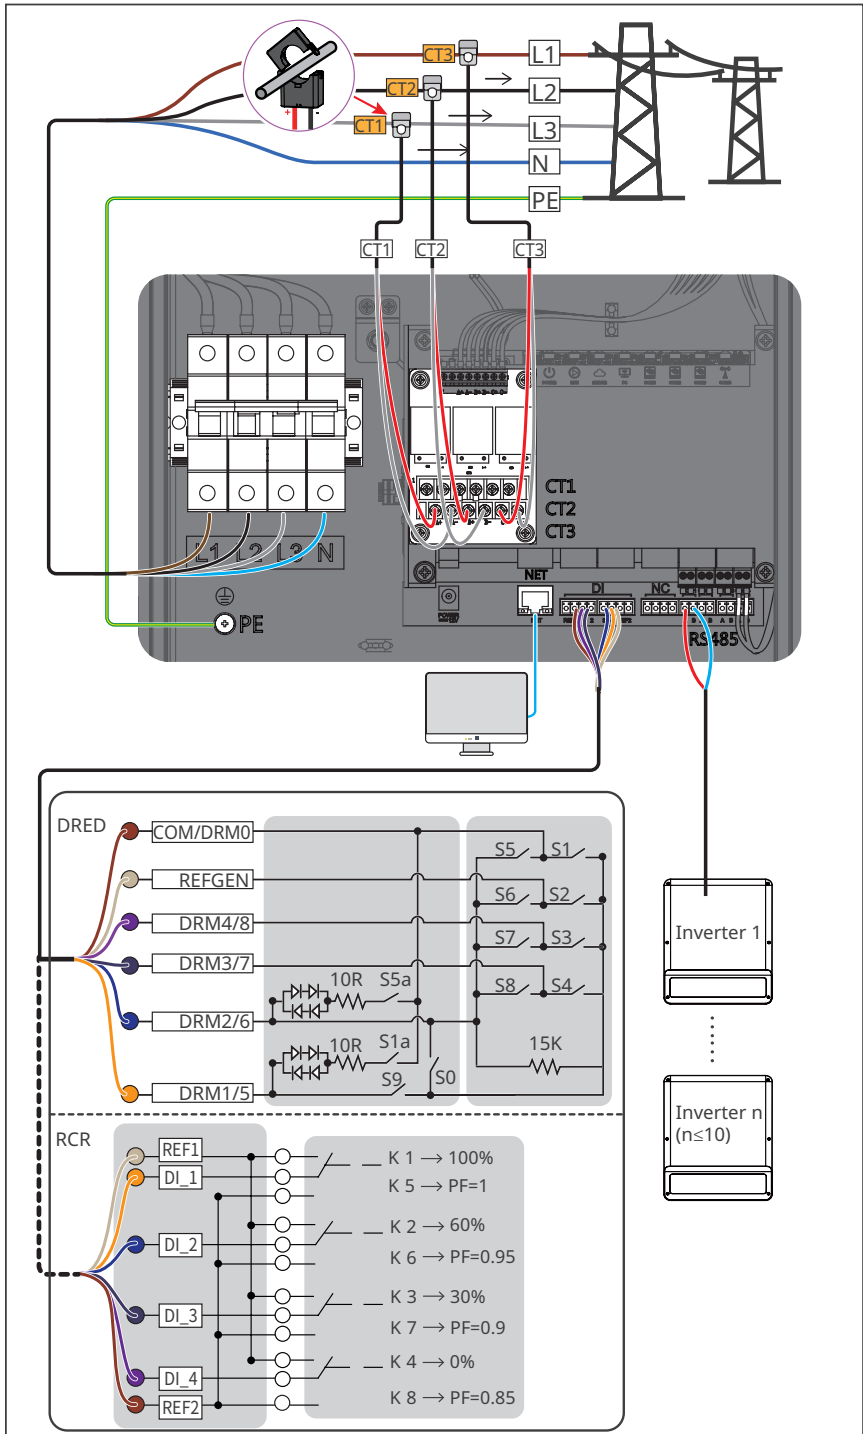 CT3
L1
CT2
L2
+
-
CT1
L3
N
PE
CT1
CT2
CT3
CT1
CT2
CT3
L1 L2 L3 N
NET
DI
NC
PE
RS485
DRED
COM/DRM0
S5
S1
REFGEN
S6
S2
DRM4/8
S7
S3
Inverter 1
DRM3/7
S8
S4
10R
S5a
DRM2/6
10R
S1a
S0
15K
S9
DRM1/5
Inverter n
(n≤10)
RCR
REF1
K 1 → 100%
DI_1
K 5 → PF=1
K 2 → 60%
DI_2
K 6 → PF=0.95
K 3 → 30%
DI_3
K 7 → PF=0.9
K 4 → 0%
DI_4
K 8 → PF=0.85
REF2